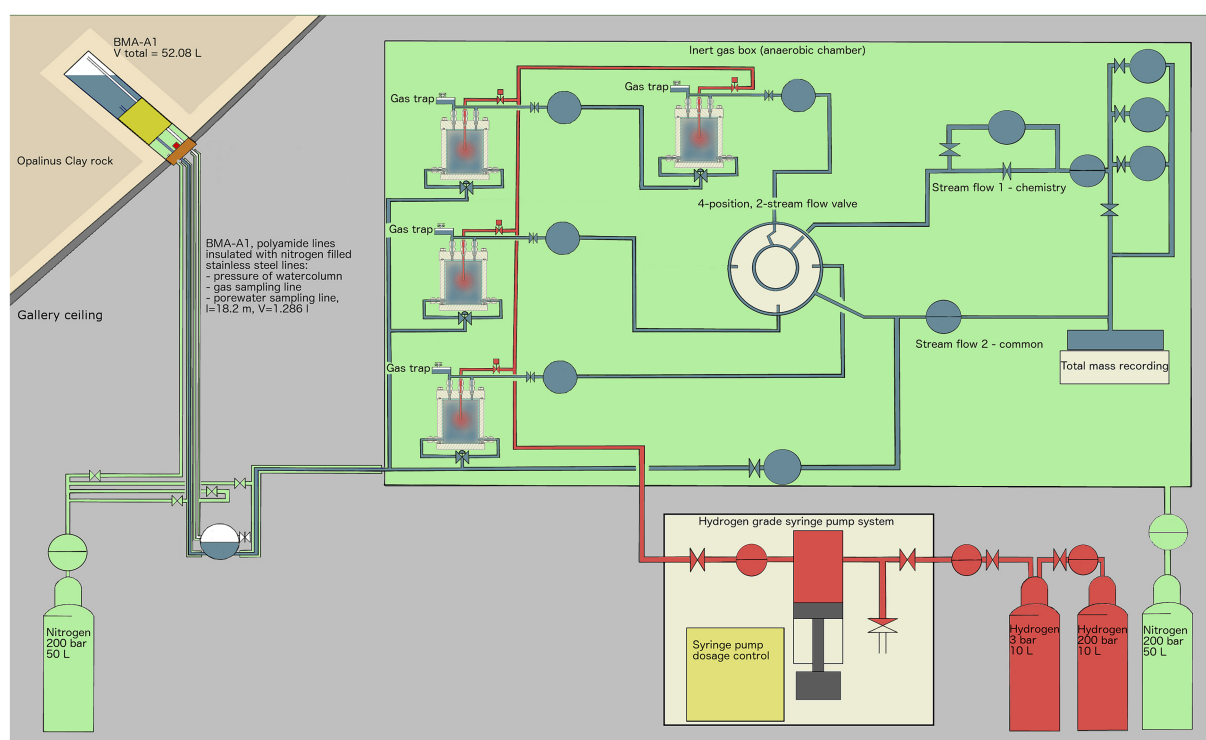 BMA-A1
V total = 52.08 L
Inert gas box (anaerobic chamber)
Gas trap
Gas trap
Opalinus Clay rock
Stream flow 1 - chemistry
4-position, 2-stream flow valve
Gas trap
BMA-A1, polyamide lines
insulated with nitrogen filled
stainless steel lines:
- pressure of watercolumn
- gas sampling line
- porewater sampling line,
l=18.2 m, V=1.286 l
Gallery ceiling
Stream flow 2 - common
Gas trap
Total mass recording
Hydrogen grade syringe pump system
Syringe pump
dosage control
Nitrogen
200 bar
50 L
Hydrogen
3 bar
10 L
Hydrogen
200 bar
10 L
Nitrogen
200 bar
50 L